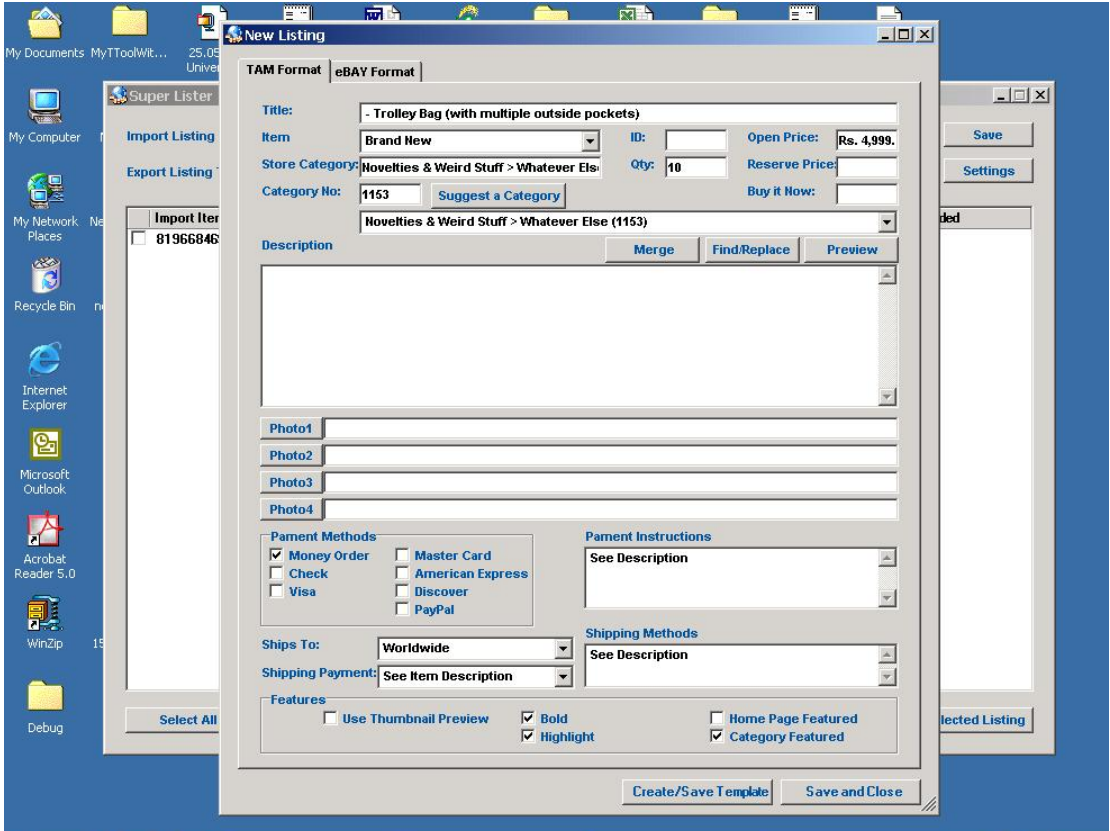 New Listing
My Documents MyTToolWit... 25.05
Univer
TAM Format eBAY Format
Super Lister
Title: - Trolley Bag (with multiple outside pockets)
My Computer
Import Listing
Item Brand New ID: Open Price: Rs. 4,999.
Save
Store Category: Novelties & Weird Stuff > Whatever Els Qty: 10 Reserve Price:
Export Listing
Settings
Category No: 1153 Suggest a Category Buy it Now:
My Network Ne
Places
Import Iter
Novelties & Weird Stuff > Whatever Else (1153)
ded
81966846
Description Merge Find/Replace Preview
Recycle Bin
Internet
Explorer
Photo1
Photo2
Photo3
Photo4
Microsoft
Outlook
Pament Methods
Money Order Master Card
Check American Express
Visa Discover
PayPal
Pament Instructions
See Description
Acrobat
Reader 5.0
Ships To: Worldwide
Shipping Payment: See Item Description
Shipping Methods
See Description
WinZip 15
Features
Use Thumbnail Preview Bold Home Page Featured
Highlight Category Featured
Select All
lected Listing
Debug
Create/Save Template Save and Close